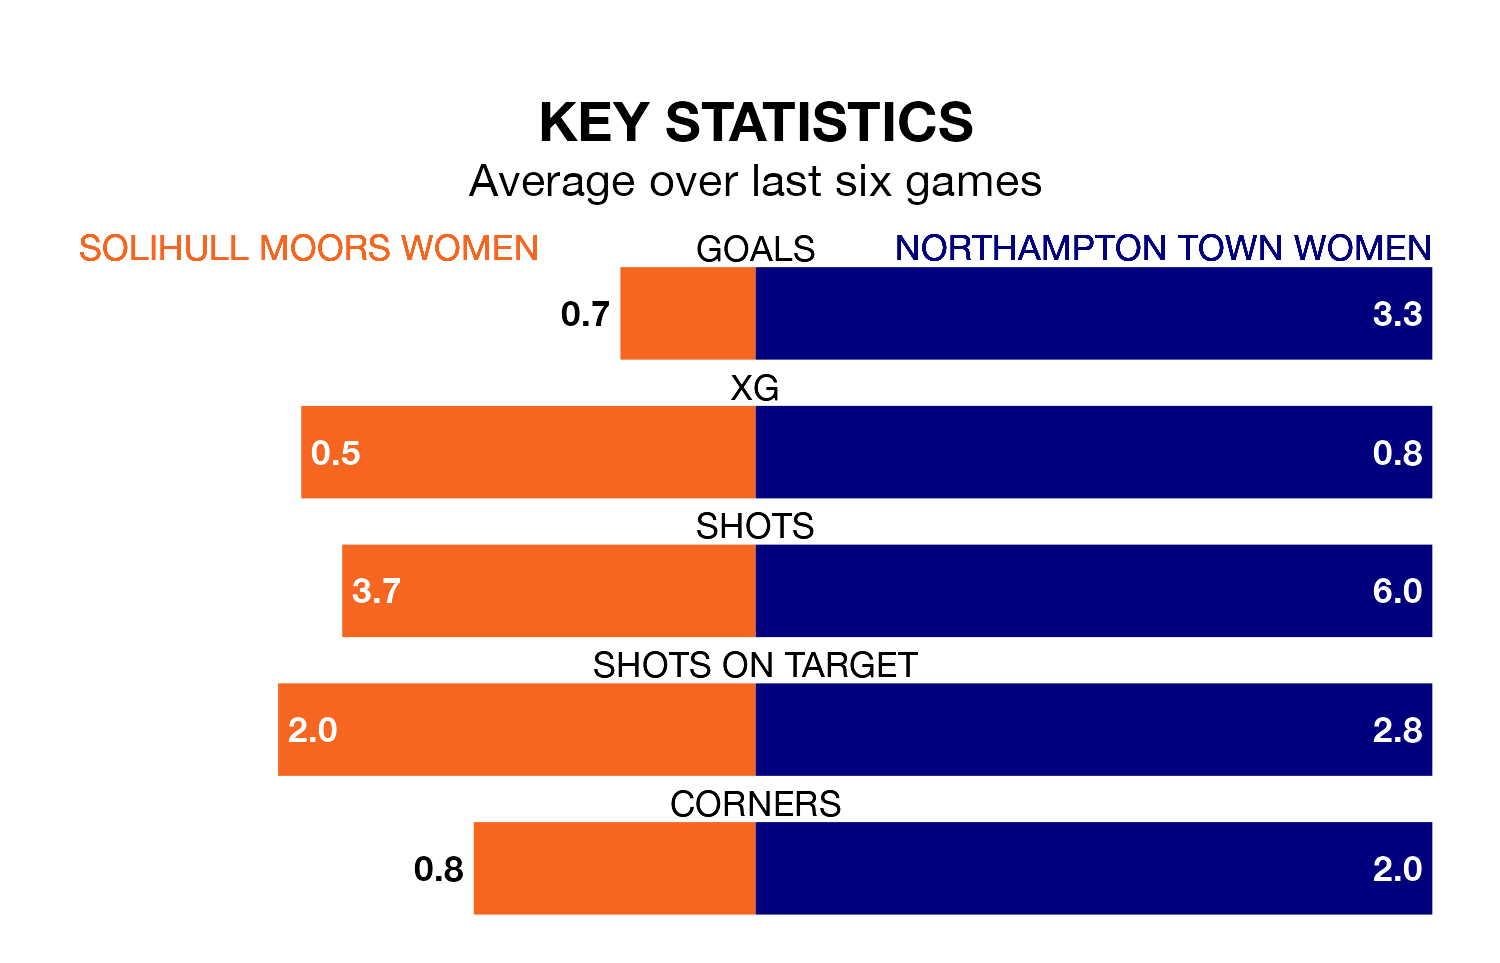 KEY STATISTICS
Average over last six games
SOLIHULL MOORS WOMEN GOALS NORTHAMPTON TOWN WOMEN
0.7 3.3
XG
0.5 0.8
SHOTS
3.7 6.0
SHOTS ON TARGET
2.0 2.8
CORNERS
0.8 2.0